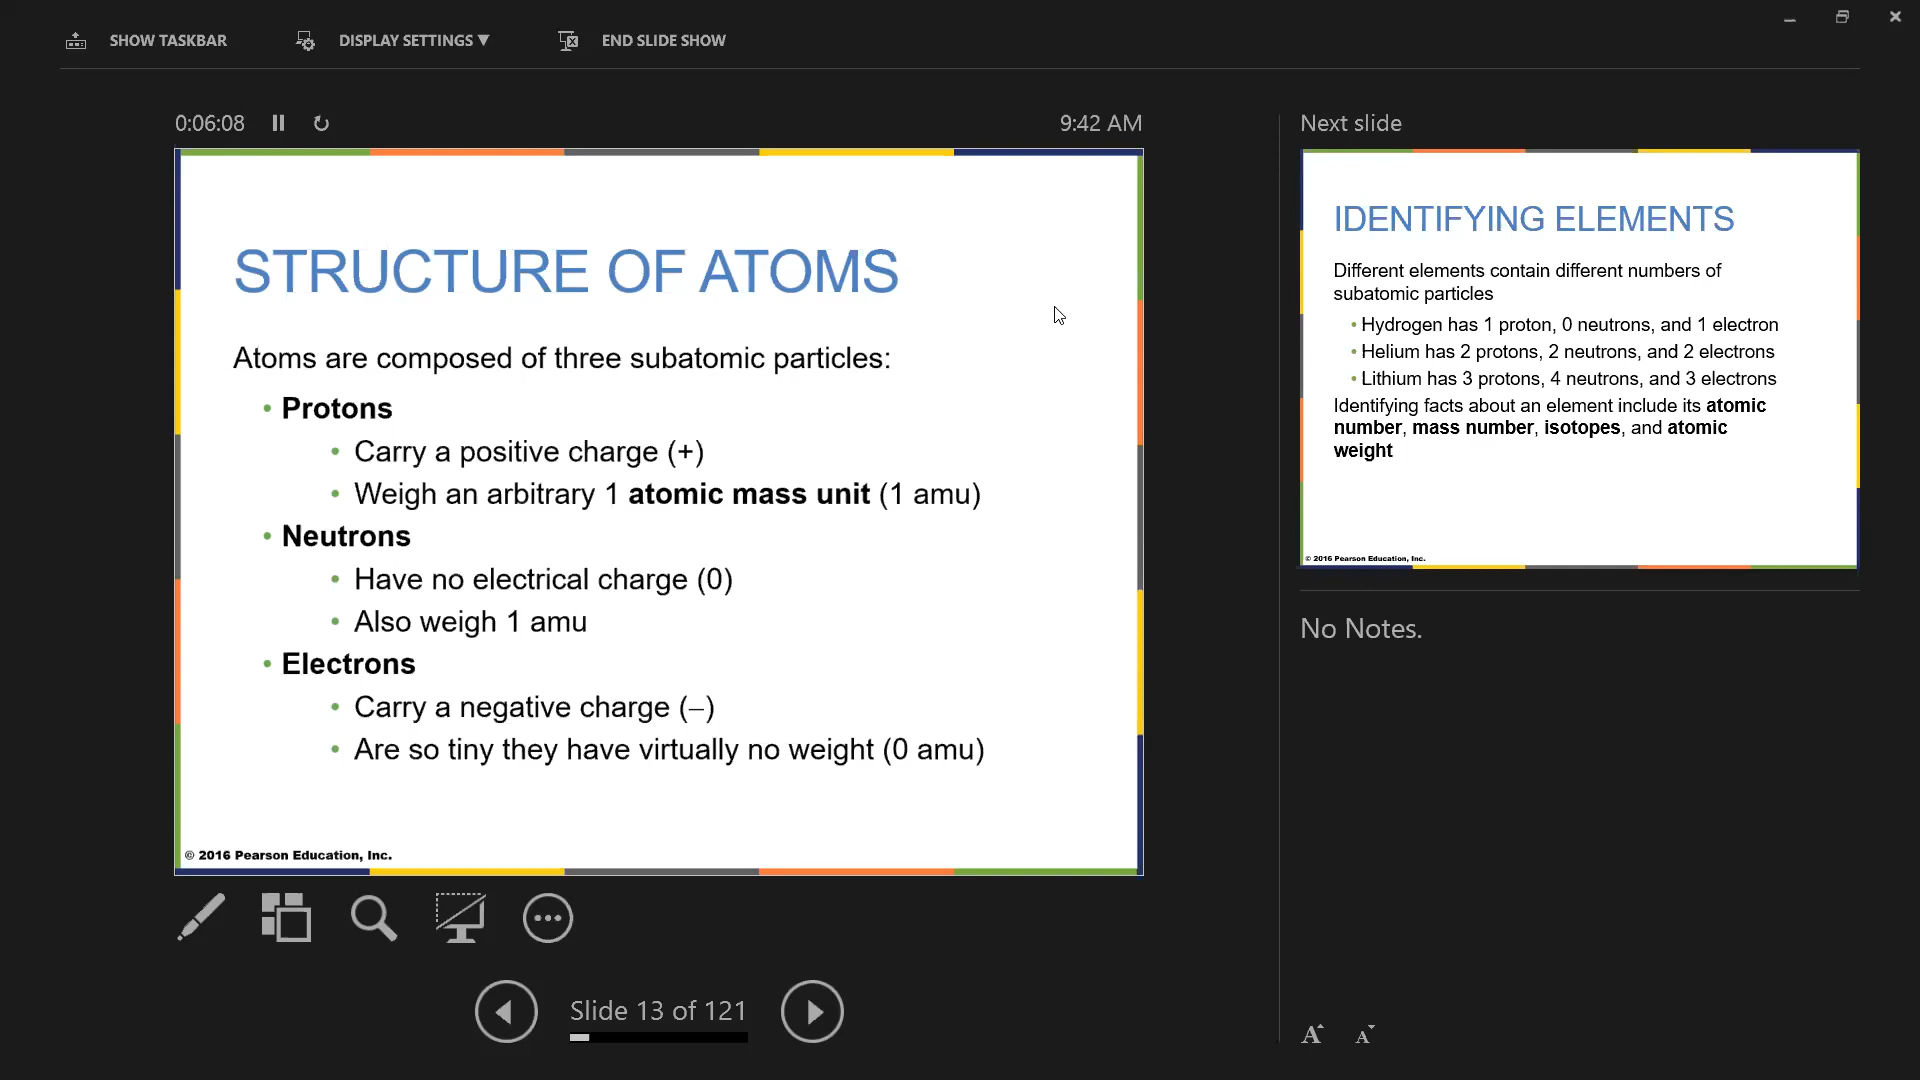 SHOW TASKBAR
DISPLAY SETTINGS ▼
END SLIDE SHOW
0:06:08
9:42 AM
STRUCTURE OF ATOMS
Atoms are composed of three subatomic particles:
• Protons
• Carry a positive charge (+)
• Weigh an arbitrary 1 atomic mass unit (1 amu)
• Neutrons
• Have no electrical charge (0)
• Also weigh 1 amu
• Electrons
• Carry a negative charge (–)
• Are so tiny they have virtually no weight (0 amu)
© 2016 Pearson Education, Inc.
Slide 13 of 121
Next slide
IDENTIFYING ELEMENTS
Different elements contain different numbers of
subatomic particles
• Hydrogen has 1 proton, 0 neutrons, and 1 electron
• Helium has 2 protons, 2 neutrons, and 2 electrons
• Lithium has 3 protons, 4 neutrons, and 3 electrons
Identifying facts about an element include its atomic
number, mass number, isotopes, and atomic
weight
© 2016 Pearson Education, Inc.
No Notes.
A A